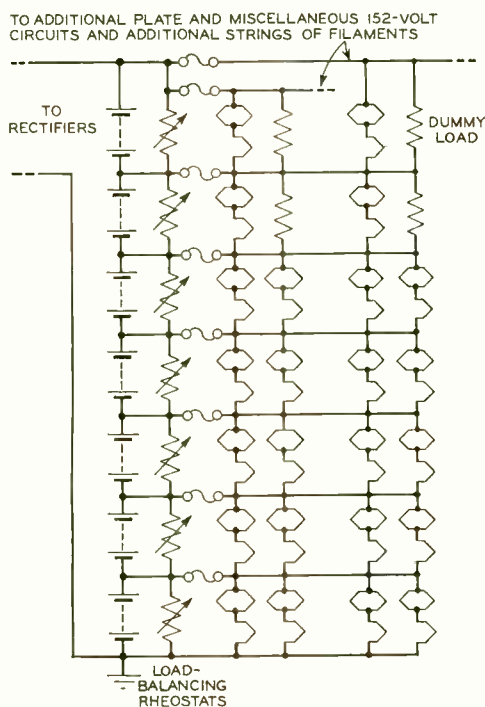 TO ADDITIONAL PLATE AND MISCELLANEOUS 152-VOLT
CIRCUITS AND ADDITIONAL STRINGS OF FILAMENTS
TO
RECTIFIERS
DUMMY
LOAD
LOAD-
BALANCING
RHEOSTATS